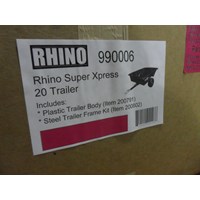 RHINO 990006
Rhino Super Xpress
20 Trailer
Includes:
* Plastic Trailer Body (Item 200791)
* Steel Trailer Frame Kit (Item 200802)